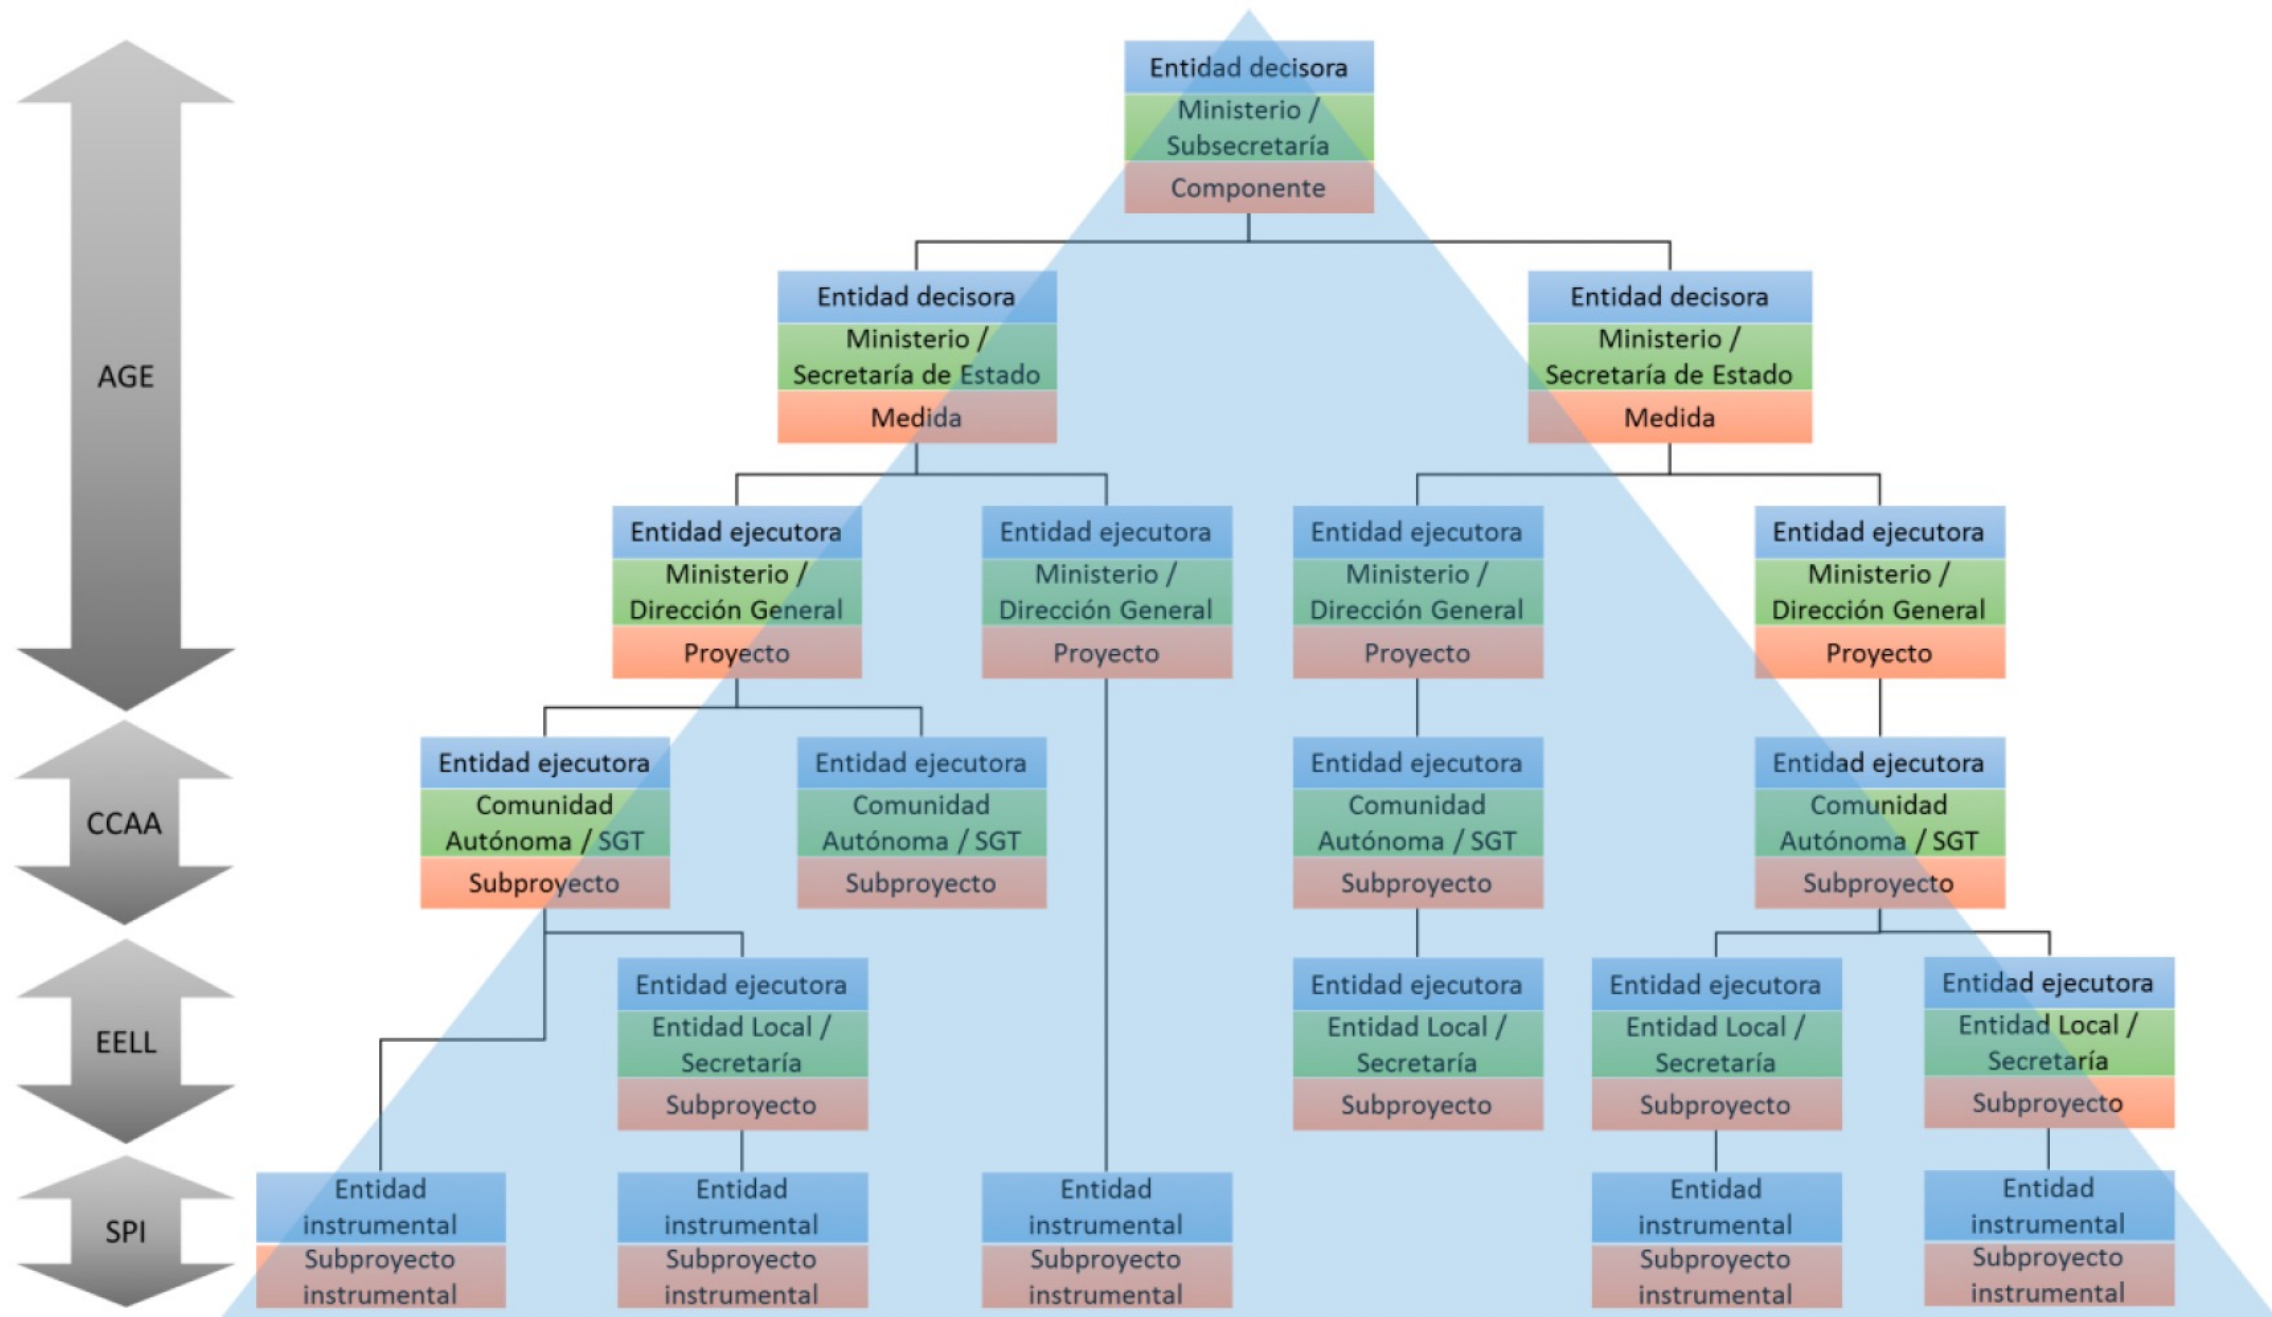 Entidad decisora
Ministerio /
Subsecretaría
Componente
AGE
Entidad decisora
Ministerio /
Secretaría de Estado
Medida
Entidad decisora
Ministerio /
Secretaría de Estado
Medida
Entidad ejecutora
Ministerio /
Dirección General
Proyecto
Entidad ejecutora
Ministerio /
Dirección General
Proyecto
Entidad ejecutora
Ministerio /
Dirección General
Proyecto
Entidad ejecutora
Ministerio /
Dirección General
Proyecto
CCAA
Entidad ejecutora
Comunidad
Autónoma / SGT
Subproyecto
Entidad ejecutora
Comunidad
Autónoma / SGT
Subproyecto
Entidad ejecutora
Comunidad
Autónoma / SGT
Subproyecto
Entidad ejecutora
Comunidad
Autónoma / SGT
Subproyecto
EELL
Entidad ejecutora
Entidad Local /
Secretaría
Subproyecto
Entidad ejecutora
Entidad Local /
Secretaría
Subproyecto
Entidad ejecutora
Entidad Local /
Secretaría
Subproyecto
Entidad ejecutora
Entidad Local /
Secretaría
Subproyecto
SPI
Entidad
instrumental
Subproyecto
instrumental
Entidad
instrumental
Subproyecto
instrumental
Entidad
instrumental
Subproyecto
instrumental
Entidad
instrumental
Subproyecto
instrumental
Entidad
instrumental
Subproyecto
instrumental